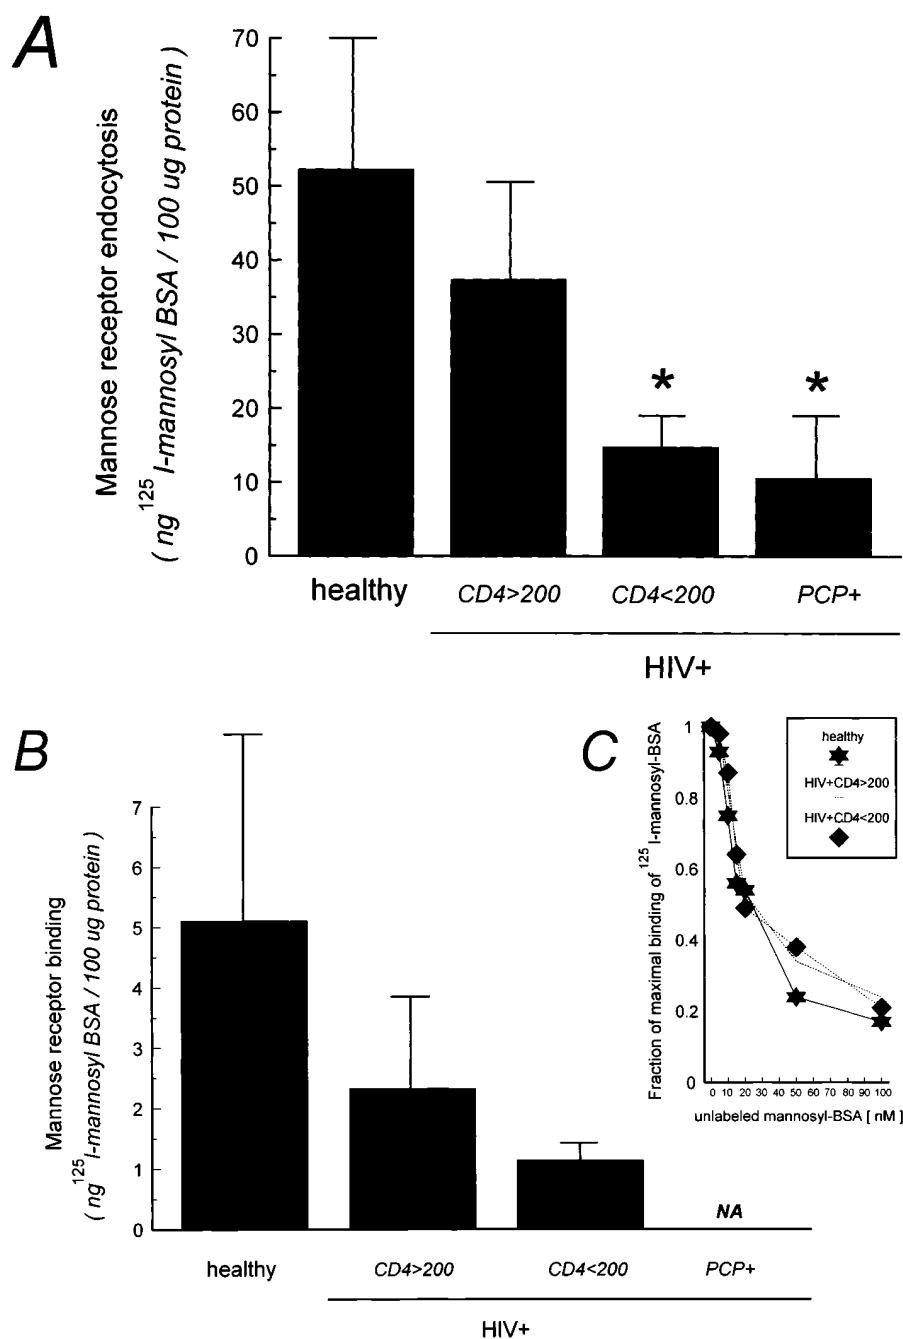 A
Mannose receptor endocytosis
( ng 125 I-mannosyl BSA / 100 ug protein )
70
60
50
40
30
20
10
0
*
*
healthy
CD4>200
CD4<200
PCP+
HIV+
B
Mannose receptor binding
( ng 125 I-mannosyl BSA / 100 ug protein )
7
6
5
4
3
2
1
0
NA
healthy
CD4>200
CD4<200
PCP+
HIV+
C
Fraction of maximal binding of 125 I-mannosyl-BSA
1
0.8
0.6
0.4
0.2
0
0 10 20 30 40 50 60 70 80 90 100
unlabeled mannosyl-BSA [ nM ]
healthy
HIV+CD4>200
HIV+CD4<200